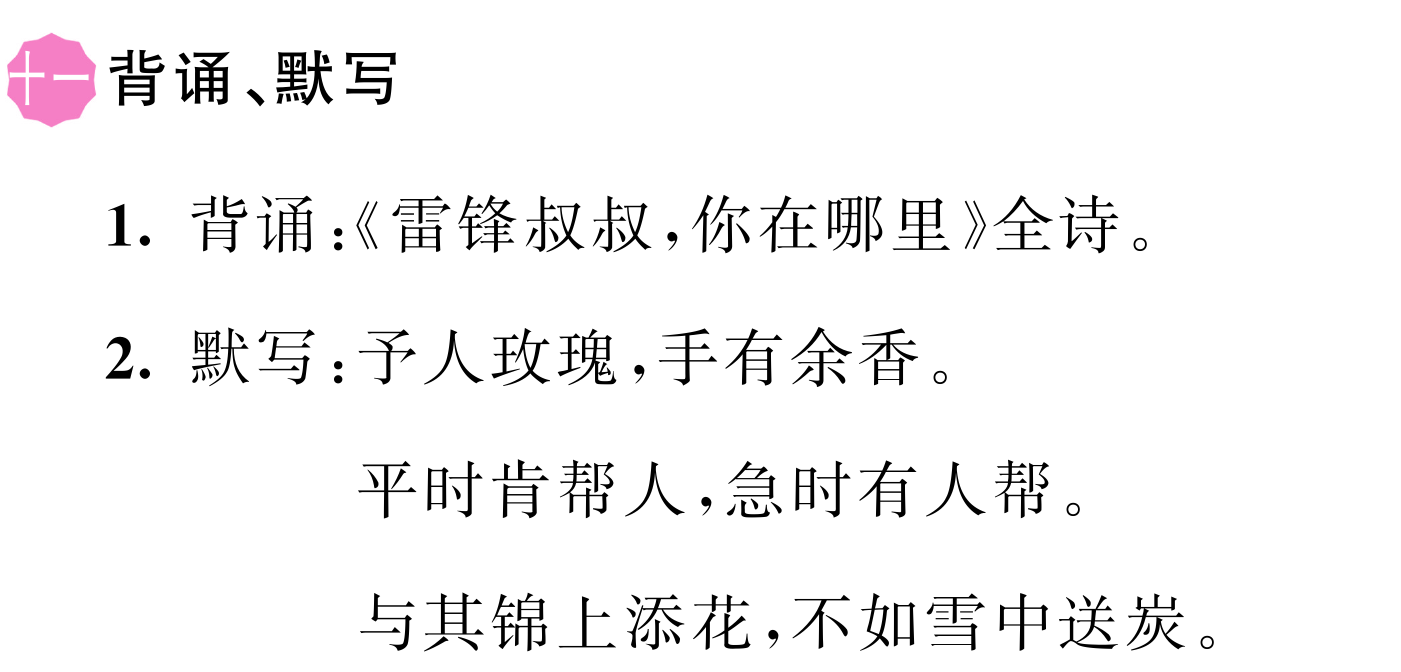 十一 背诵、默写
1. 背诵:《雷锋叔叔,你在哪里》全诗。
2. 默写:予人玫瑰,手有余香。
平时肯帮人,急时有人帮。
与其锦上添花,不如雪中送炭。